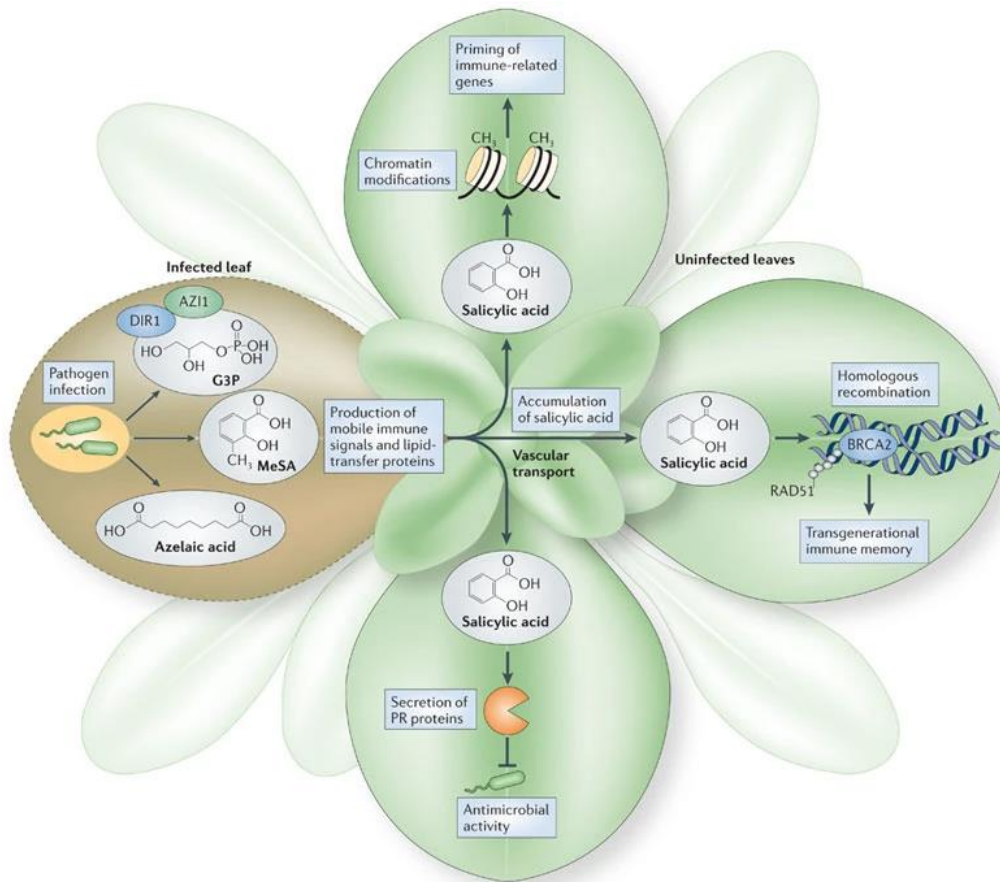 Priming of
immune-related
genes
CH3
CH3
Chromatin
modifications
O
OH
OH
Salicylic acid
Infected leaf
Uninfected leaves
AZI1
DIR1
O
HO
O
P
OH
OH
OH
G3P
Pathogen
infection
O
OH
OH
CH3
MeSA
Production of
mobile immune
signals and lipid-
transfer proteins
O
O
HO
OH
Azelaic acid
Accumulation
of salicylic acid
Vascular
transport
O
OH
OH
Salicylic acid
Homologous
recombination
BRCA2
RAD51
Transgenerational
immune memory
O
OH
OH
Salicylic acid
Secretion of
PR proteins
Antimicrobial
activity